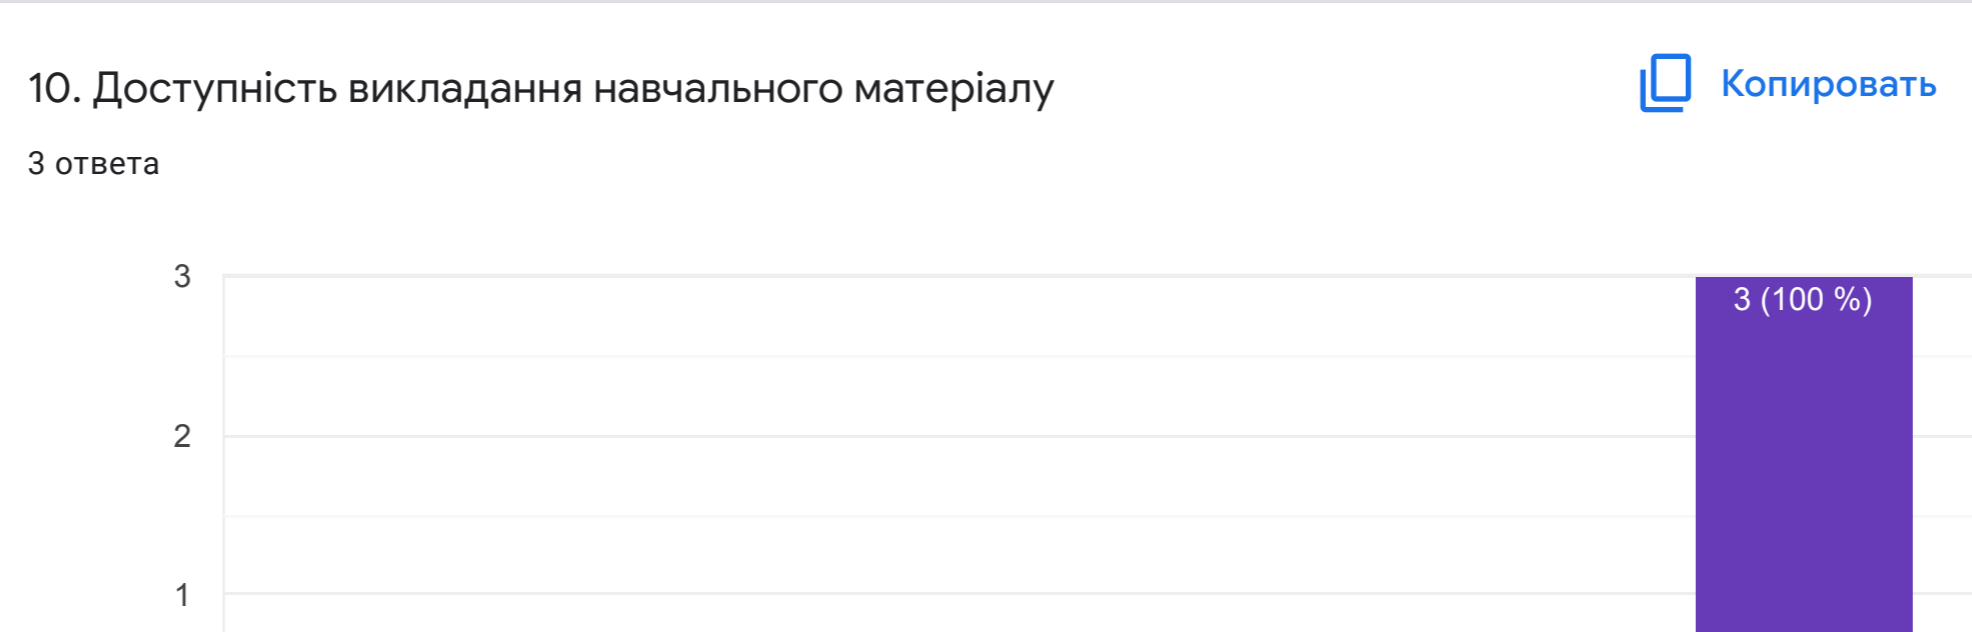 10. Доступність викладання навчального матеріалу
Копировать
3 ответа
3
3 (100 %)
2
1